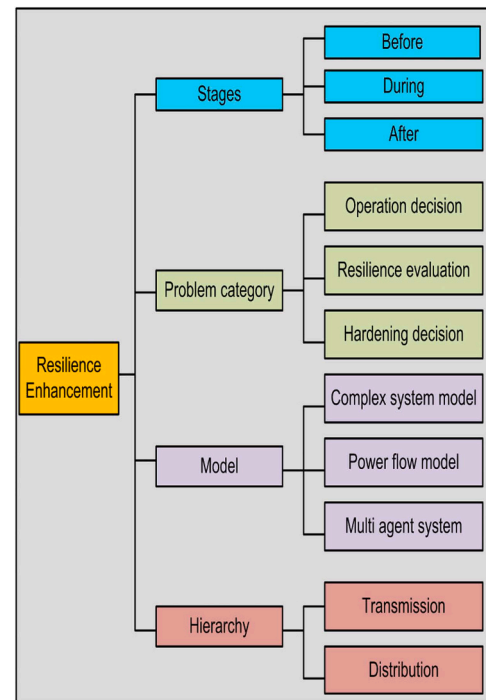 Resilience
Enhancement
Stages
Before
During
After
Problem category
Operation decision
Resilience evaluation
Hardening decision
Model
Complex system model
Power flow model
Multi agent system
Hierarchy
Transmission
Distribution